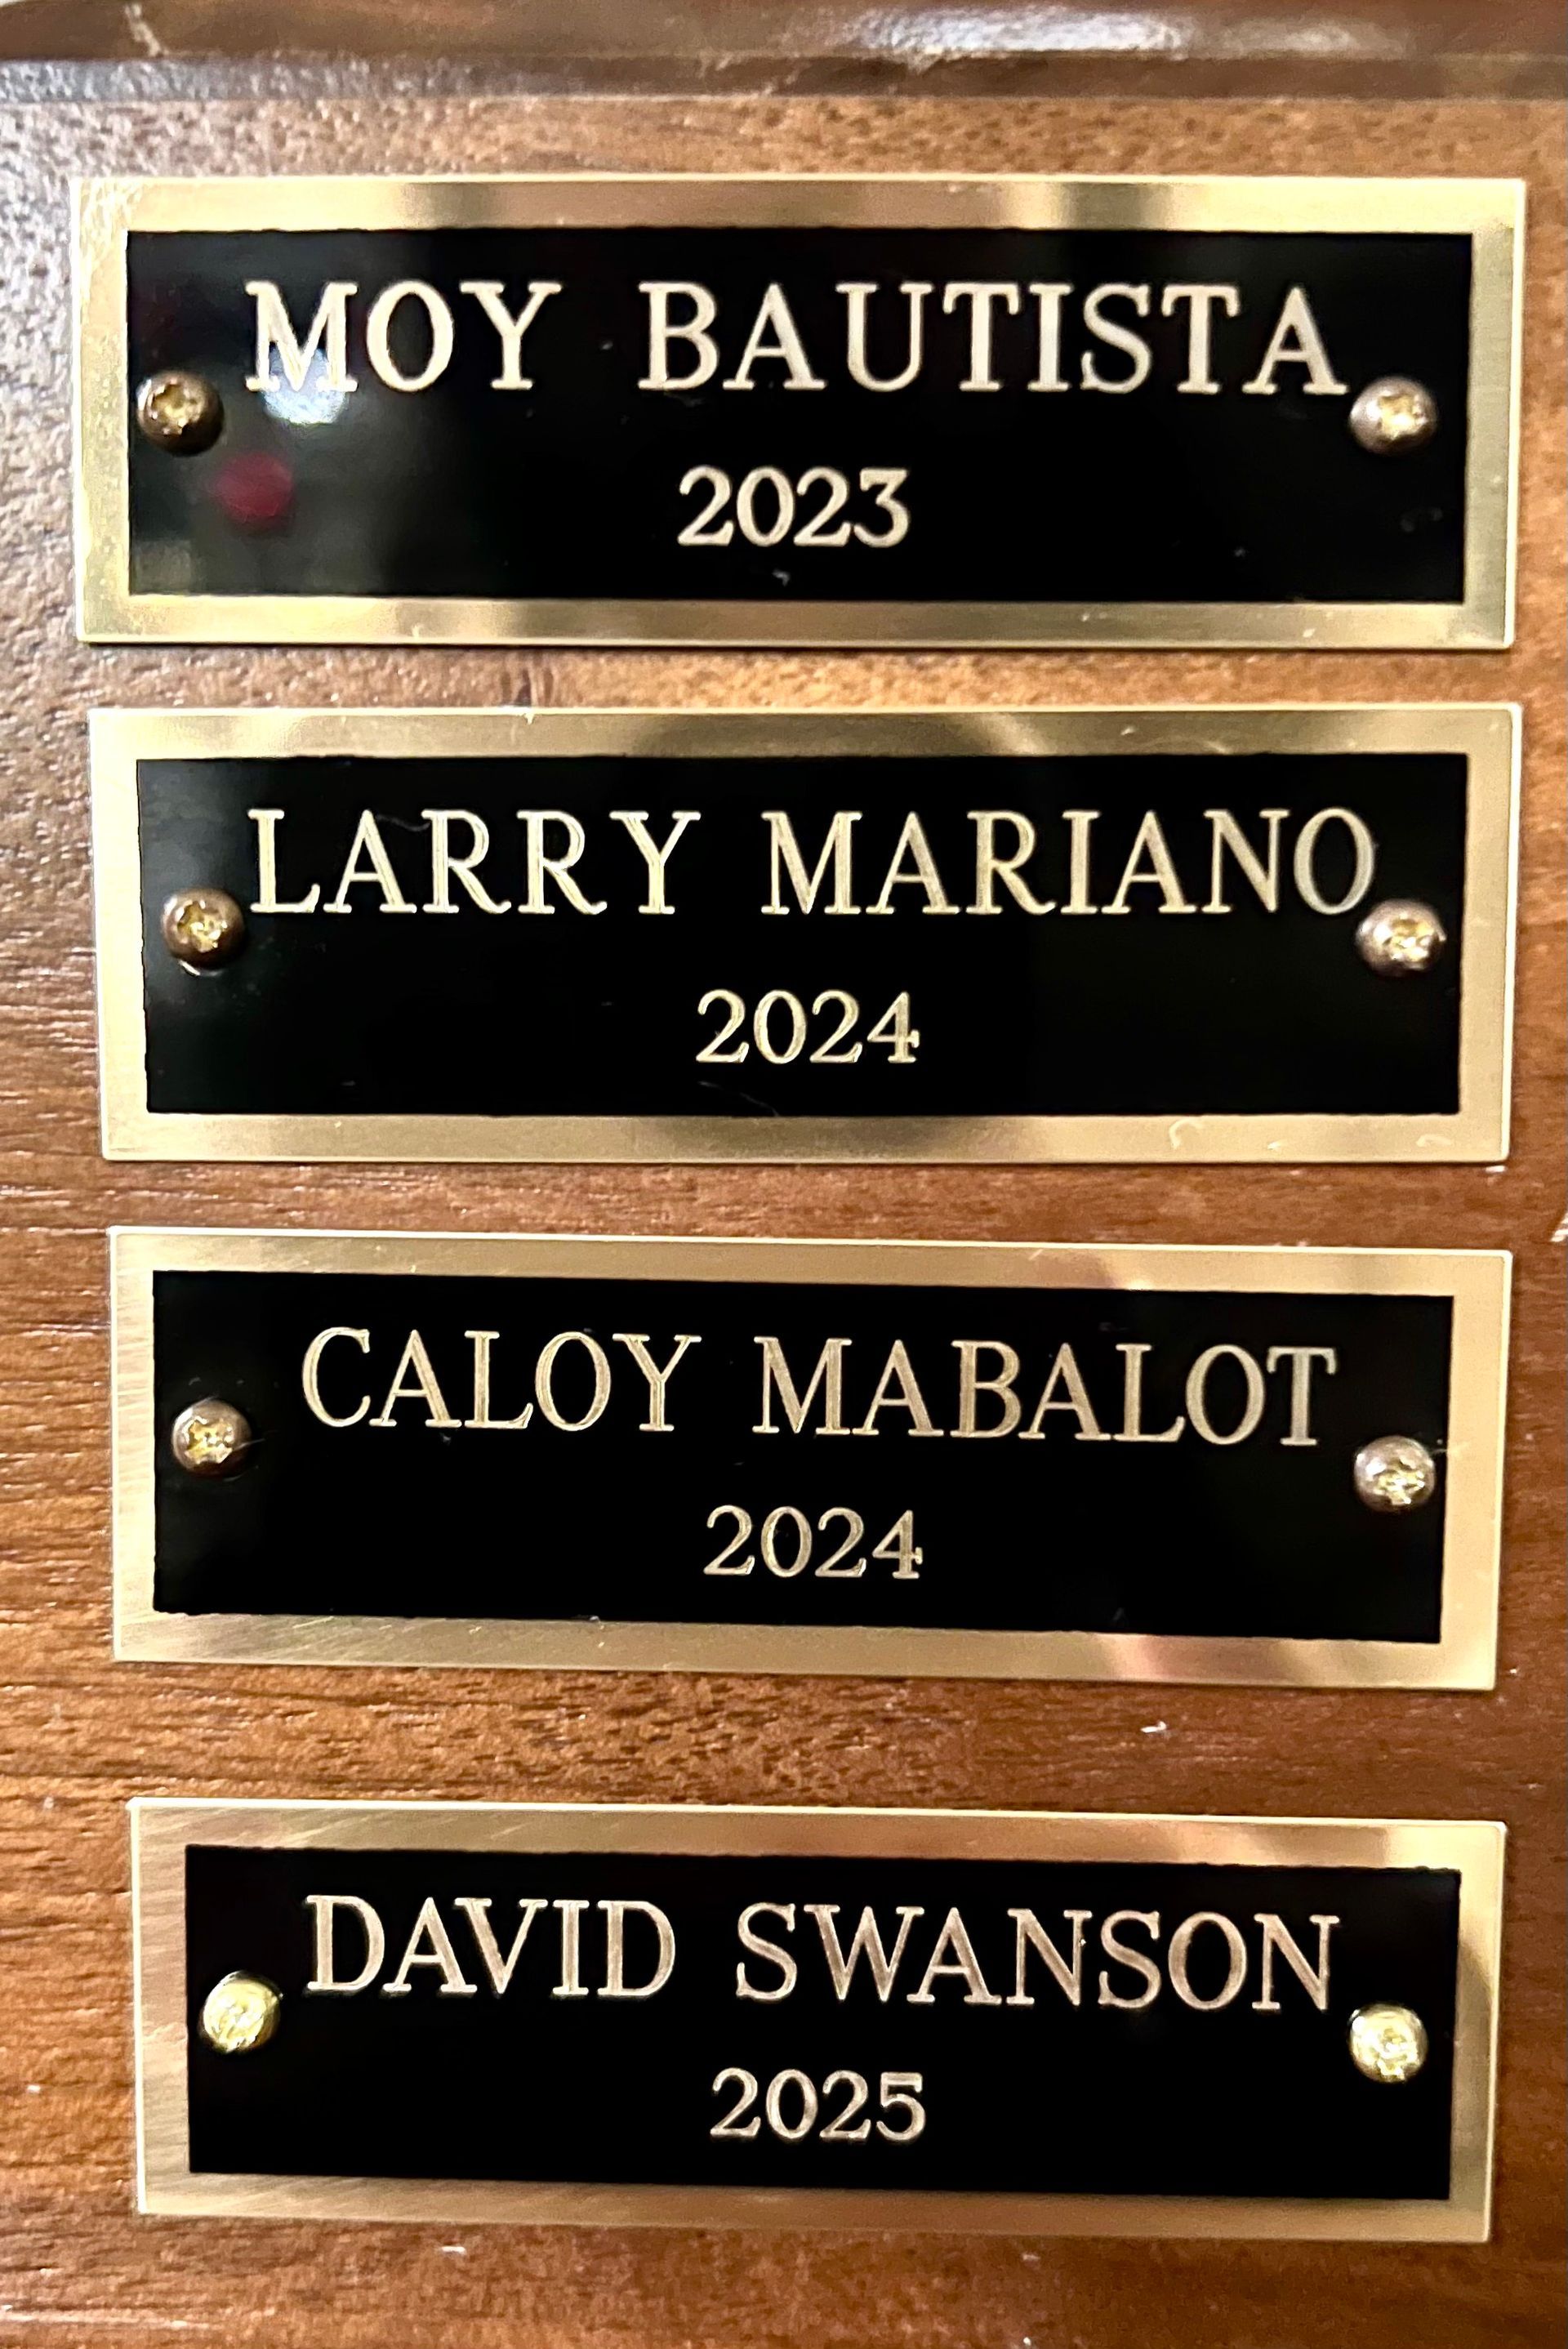 MOY BAUTISTA
2023
LARRY MARIANO
2024
CALOY MABALOT
2024
DAVID SWANSON
2025